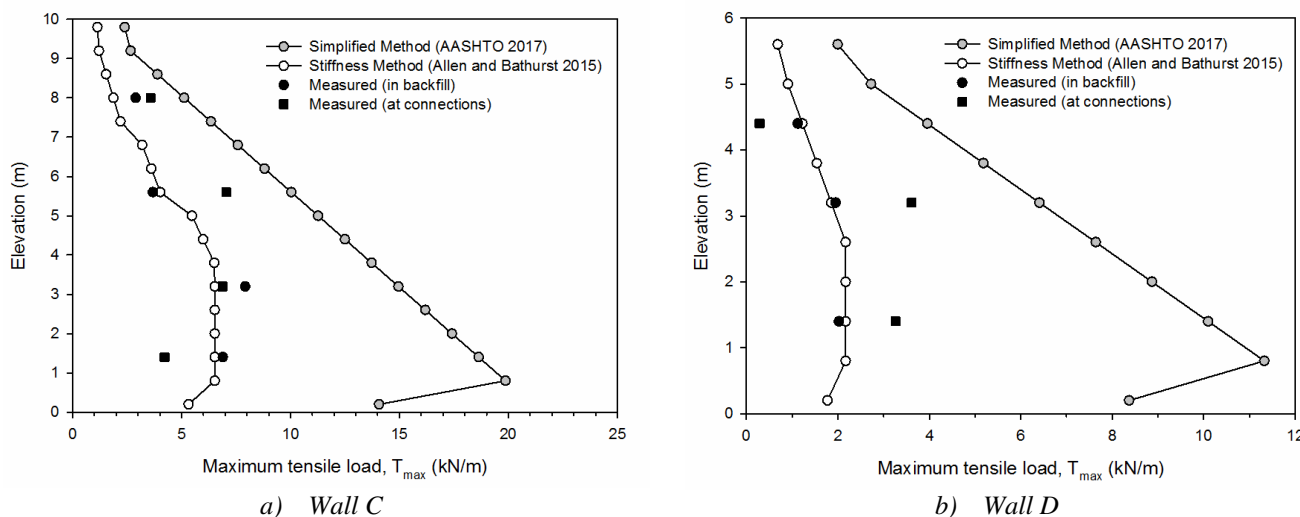 10
9
8
7
6
5
4
3
2
1
0
Elevation (m)
Simplified Method (AASHTO 2017)
Stiffness Method (Allen and Bathurst 2015)
Measured (in backfill)
Measured (at connections)
0 5 10 15 20 25
Maximum tensile load, Tmax (kN/m)
a) Wall C
7
6
5
4
3
2
1
0
Elevation (m)
Simplified Method (AASHTO 2017)
Stiffness Method (Allen and Bathurst 2015)
Measured (in backfill)
Measured (at connections)
0 2 4 6 8 10 12
Maximum tensile load, Tmax (kN/m)
b) Wall D